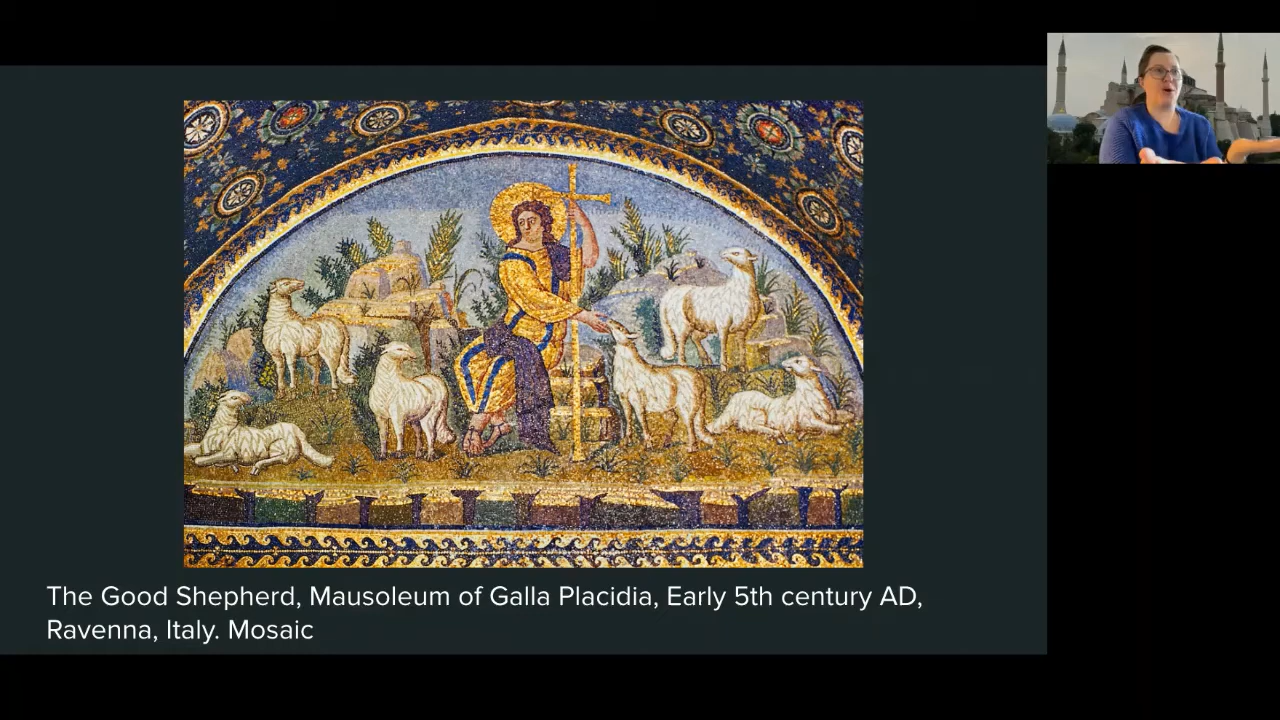 The Good Shepherd, Mausoleum of Galla Placidia, Early 5th century AD,
Ravenna, Italy. Mosaic